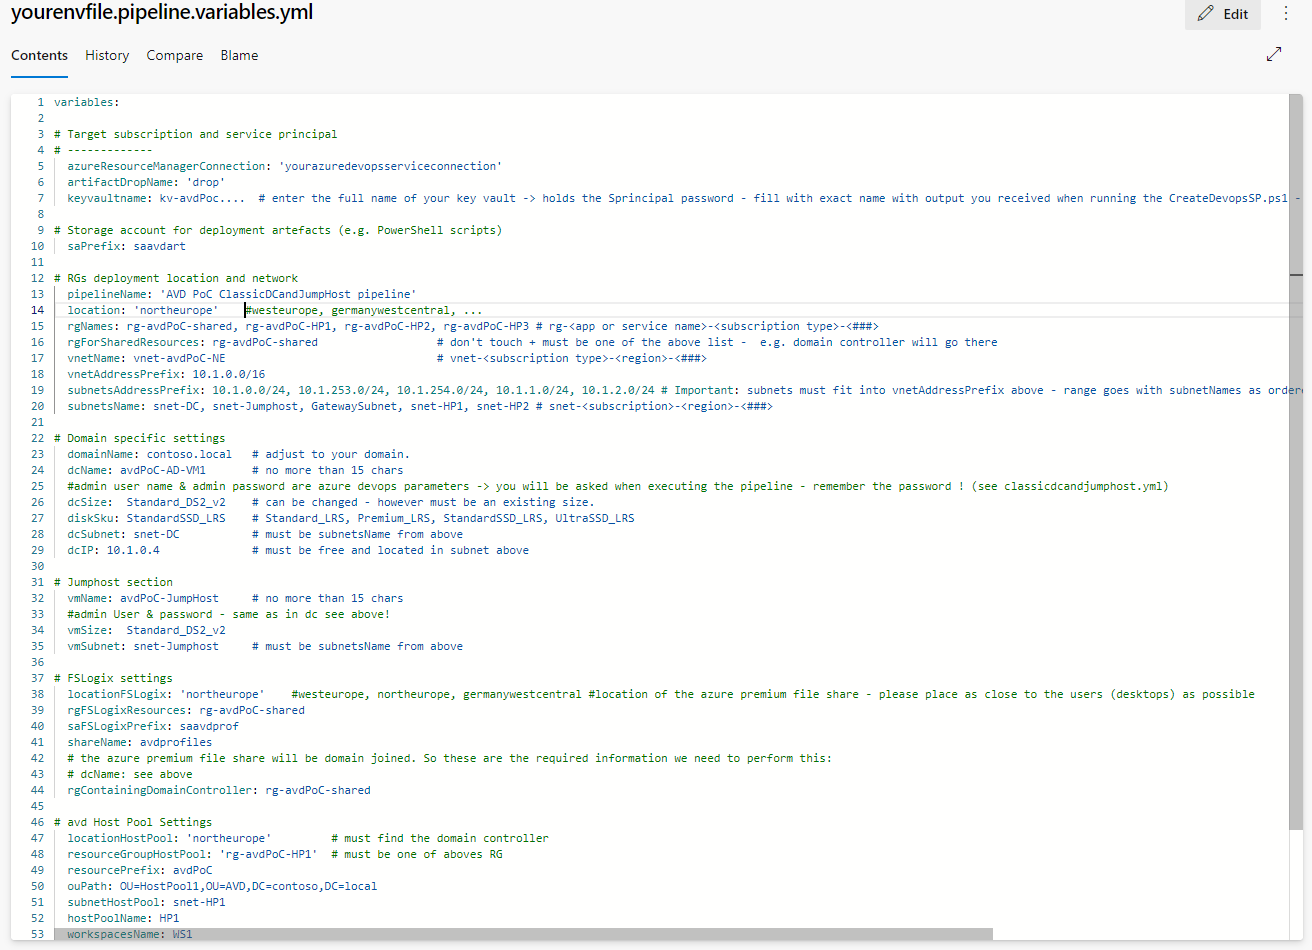 yourenvfile.pipeline.variables.yml
Edit
Contents History Compare Blame
1 variables:
2
3 # Target subscription and service principal
4 # -------------
5 azureResourceManagerConnection: 'yourazuredevopsserviceconnection'
6 artifactDropName: 'drop'
7 keyvaultname: kv-avdPoc.... # enter the full name of your key vault -> holds the Sprincipal password - fill with exact name with output you received when running the CreateDevopsSP.ps1 -
8
9 # Storage account for deployment artefacts (e.g. PowerShell scripts)
10 saPrefix: saavdart
11
12 # RGs deployment location and network
13 pipelineName: 'AVD PoC ClassicDCandJumpHost pipeline'
14 location: 'northeurope' #westeurope, germanywestcentral, ...
15 rgNames: rg-avdPoC-shared, rg-avdPoC-HP1, rg-avdPoC-HP2, rg-avdPoC-HP3 # rg-<app or service name>-<subscription type>-<###>
16 rgForSharedResources: rg-avdPoC-shared # don't touch + must be one of the above list - e.g. domain controller will go there
17 vnetName: vnet-avdPoC-NE # vnet-<subscription type>-<region>-<###>
18 vnetAddressPrefix: 10.1.0.0/16
19 subnetsAddressPrefix: 10.1.0.0/24, 10.1.253.0/24, 10.1.254.0/24, 10.1.1.0/24, 10.1.2.0/24 # Important: subnets must fit into vnetAddressPrefix above - range goes with subnetNames as ordere
20 subnetsName: snet-DC, snet-Jumphost, GatewaySubnet, snet-HP1, snet-HP2 # snet-<subscription>-<region>-<###>
21
22 # Domain specific settings
23 domainName: contoso.local # adjust to your domain.
24 dcName: avdPoC-AD-VM1 # no more than 15 chars
25 #admin user name & admin password are azure devops parameters -> you will be asked when executing the pipeline - remember the password ! (see classicdcandjumphost.yml)
26 dcSize: Standard_DS2_v2 # can be changed - however must be an existing size.
27 diskSku: StandardSSD_LRS # Standard_LRS, Premium_LRS, StandardSSD_LRS, UltraSSD_LRS
28 dcSubnet: snet-DC # must be subnetsName from above
29 dcIP: 10.1.0.4 # must be free and located in subnet above
30
31 # Jumphost section
32 vmName: avdPoC-JumpHost # no more than 15 chars
33 #admin User & password - same as in dc see above!
34 vmSize: Standard_DS2_v2
35 vmSubnet: snet-Jumphost # must be subnetsName from above
36
37 # FSLogix settings
38 locationFSLogix: 'northeurope' #westeurope, northeurope, germanywestcentral #location of the azure premium file share - please place as close to the users (desktops) as possible
39 rgFSLogixResources: rg-avdPoC-shared
40 saFSLogixPrefix: saavdprof
41 shareName: avdprofiles
42 # the azure premium file share will be domain joined. So these are the required information we need to perform this:
43 # dcName: see above
44 rgContainingDomainController: rg-avdPoC-shared
45
46 # avd Host Pool Settings
47 locationHostPool: 'northeurope' # must find the domain controller
48 resourceGroupHostPool: 'rg-avdPoC-HP1' # must be one of aboves RG
49 resourcePrefix: avdPoC
50 ouPath: OU=HostPool1,OU=AVD,DC=contoso,DC=local
51 subnetHostPool: snet-HP1
52 hostPoolName: HP1
53 workspacesName: WS1